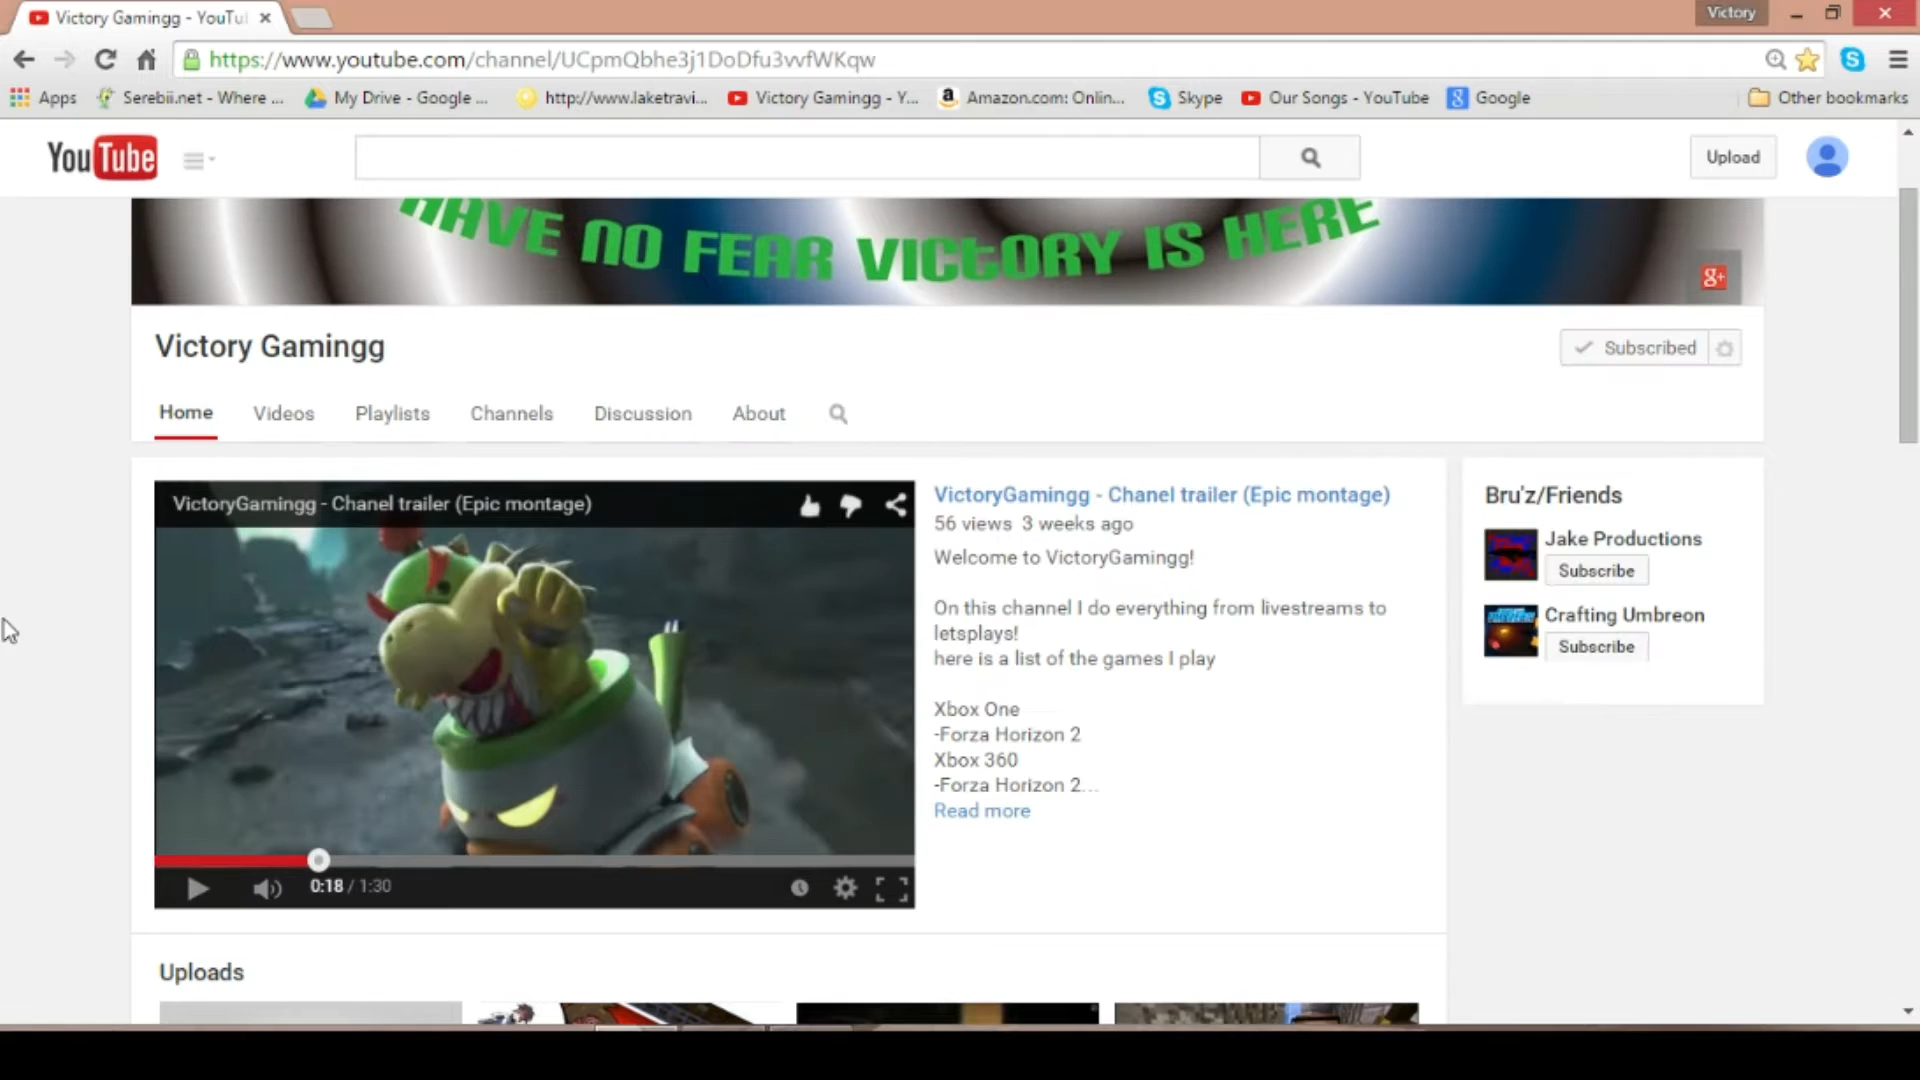 Victory Gamingg - YouTu
Victory
https://www.youtube.com/channel/UCpmQbhe3j1DoDfu3vvfWKqw
Apps
Serebii.net - Where ...
My Drive - Google ...
http://www.laketravi...
Victory Gamingg - Y...
Amazon.com: Onlin...
Skype
Our Songs - YouTube
Google
Other bookmarks
YouTube
Upload
HAVE NO FEAR VICTORY IS HERE
g+
Victory Gamingg
Subscribed
Home
Videos
Playlists
Channels
Discussion
About
VictoryGamingg - Chanel trailer (Epic montage)
0:18 / 1:30
VictoryGamingg - Chanel trailer (Epic montage)
56 views 3 weeks ago
Welcome to VictoryGamingg!
On this channel I do everything from livestreams to
letsplays!
here is a list of the games I play
Xbox One
-Forza Horizon 2
Xbox 360
-Forza Horizon 2...
Read more
Bru'z/Friends
Jake Productions
Subscribe
Crafting Umbreon
Subscribe
Uploads